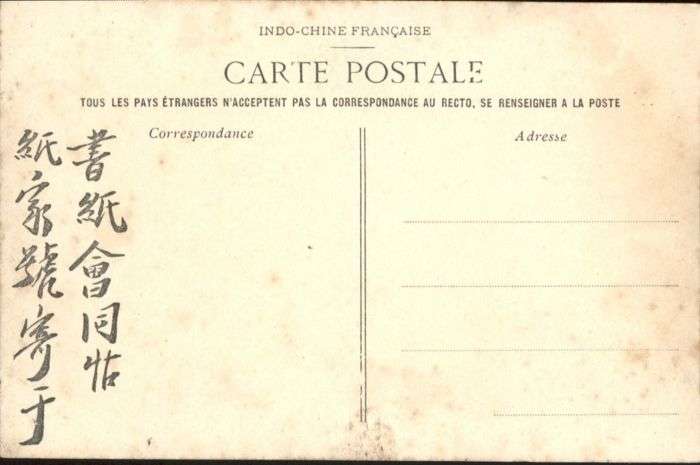 INDO-CHINE FRANÇAISE
CARTE POSTALE
TOUS LES PAYS ÉTRANGERS N'ACCEPTENT PAS LA CORRESPONDANCE AU RECTO, SE RENSEIGNER A LA POSTE
Correspondance
Adresse
書紙會同帖
紙家號寄于